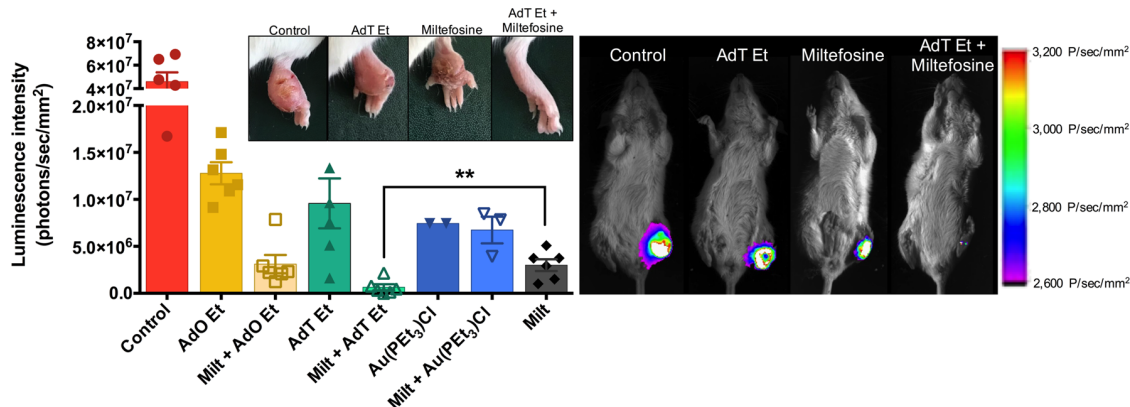 Luminescence intensity
(photons/sec/mm²)
8×10⁷
6×10⁷
4×10⁷
2.0×10⁷
1.5×10⁷
1.0×10⁷
5.0×10⁶
0.0
Control
AdO Et
Milt + AdO Et
AdT Et
Milt + AdT Et
Au(PEt₃)Cl
Milt + Au(PEt₃)Cl
Milt
**
Control
AdT Et
Miltefosine
AdT Et +
Miltefosine
Control
AdT Et
Miltefosine
AdT Et +
Miltefosine
3,200 P/sec/mm²
3,000 P/sec/mm²
2,800 P/sec/mm²
2,600 P/sec/mm²